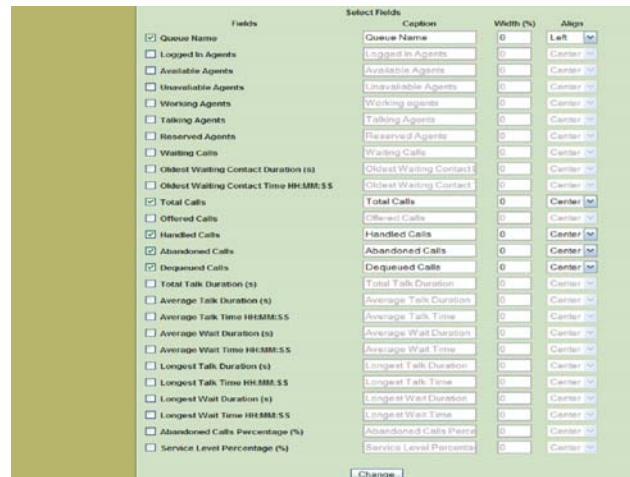 Select Fields
Fields Caption Width (%) Align
Queue Name Queue Name 0 Left
Logged In Agents Logged In Agents 0 Center
Available Agents Available Agents 0 Center
Unavailable Agents Unavailable Agents 0 Center
Working Agents Working agents 0 Center
Talking Agents Talking Agents 0 Center
Reserved Agents Reserved Agents 0 Center
Waiting Calls Waiting Calls 0 Center
Oldest Waiting Contact Duration (s) Oldest Waiting Contact D 0 Center
Oldest Waiting Contact Time HH:MM:SS Oldest Waiting Contact 0 Center
Total Calls Total Calls 0 Center
Offered Calls Offered Calls 0 Center
Handled Calls Handled Calls 0 Center
Abandoned Calls Abandoned Calls 0 Center
Dequeued Calls Dequeued Calls 0 Center
Total Talk Duration (s) Total Talk Duration 0 Center
Average Talk Duration (s) Average Talk Duration 0 Center
Average Talk Time HH:MM:SS Average Talk Time 0 Center
Average Wait Duration (s) Average Wait Duration 0 Center
Average Wait Time HH:MM:SS Average Wait Time 0 Center
Longest Talk Duration (s) Longest Talk Duration 0 Center
Longest Talk Time HH:MM:SS Longest Talk Time 0 Center
Longest Wait Duration (s) Longest Wait Duration 0 Center
Longest Wait Time HH:MM:SS Longest Wait Time 0 Center
Abandoned Calls Percentage (%) Abandoned Calls Perce 0 Center
Service Level Percentage (%) Service Level Percenta 0 Center
Change